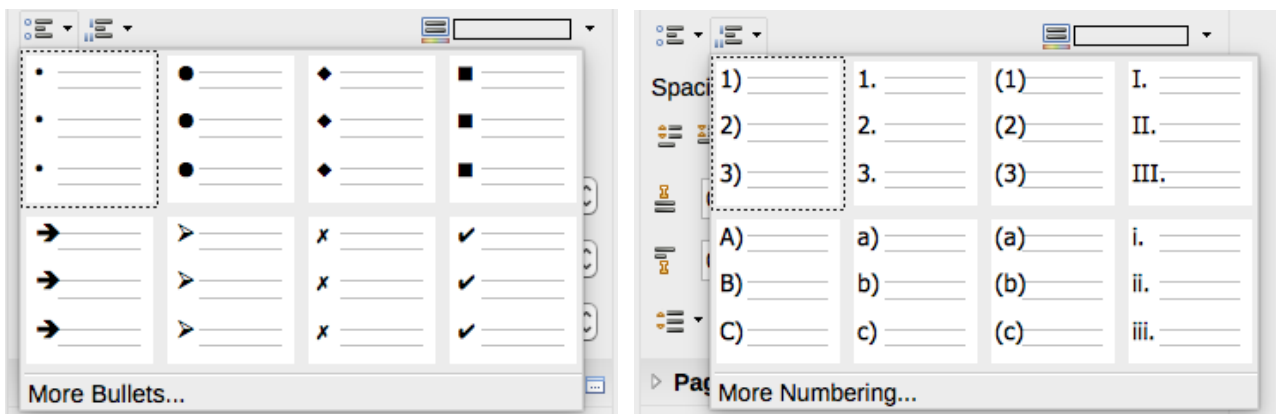 More Bullets...
Spaci
1) 1. (1) I.
2) 2. (2) II.
3) 3. (3) III.
A) a) (a) i.
B) b) (b) ii.
C) c) (c) iii.
Pag
More Numbering...